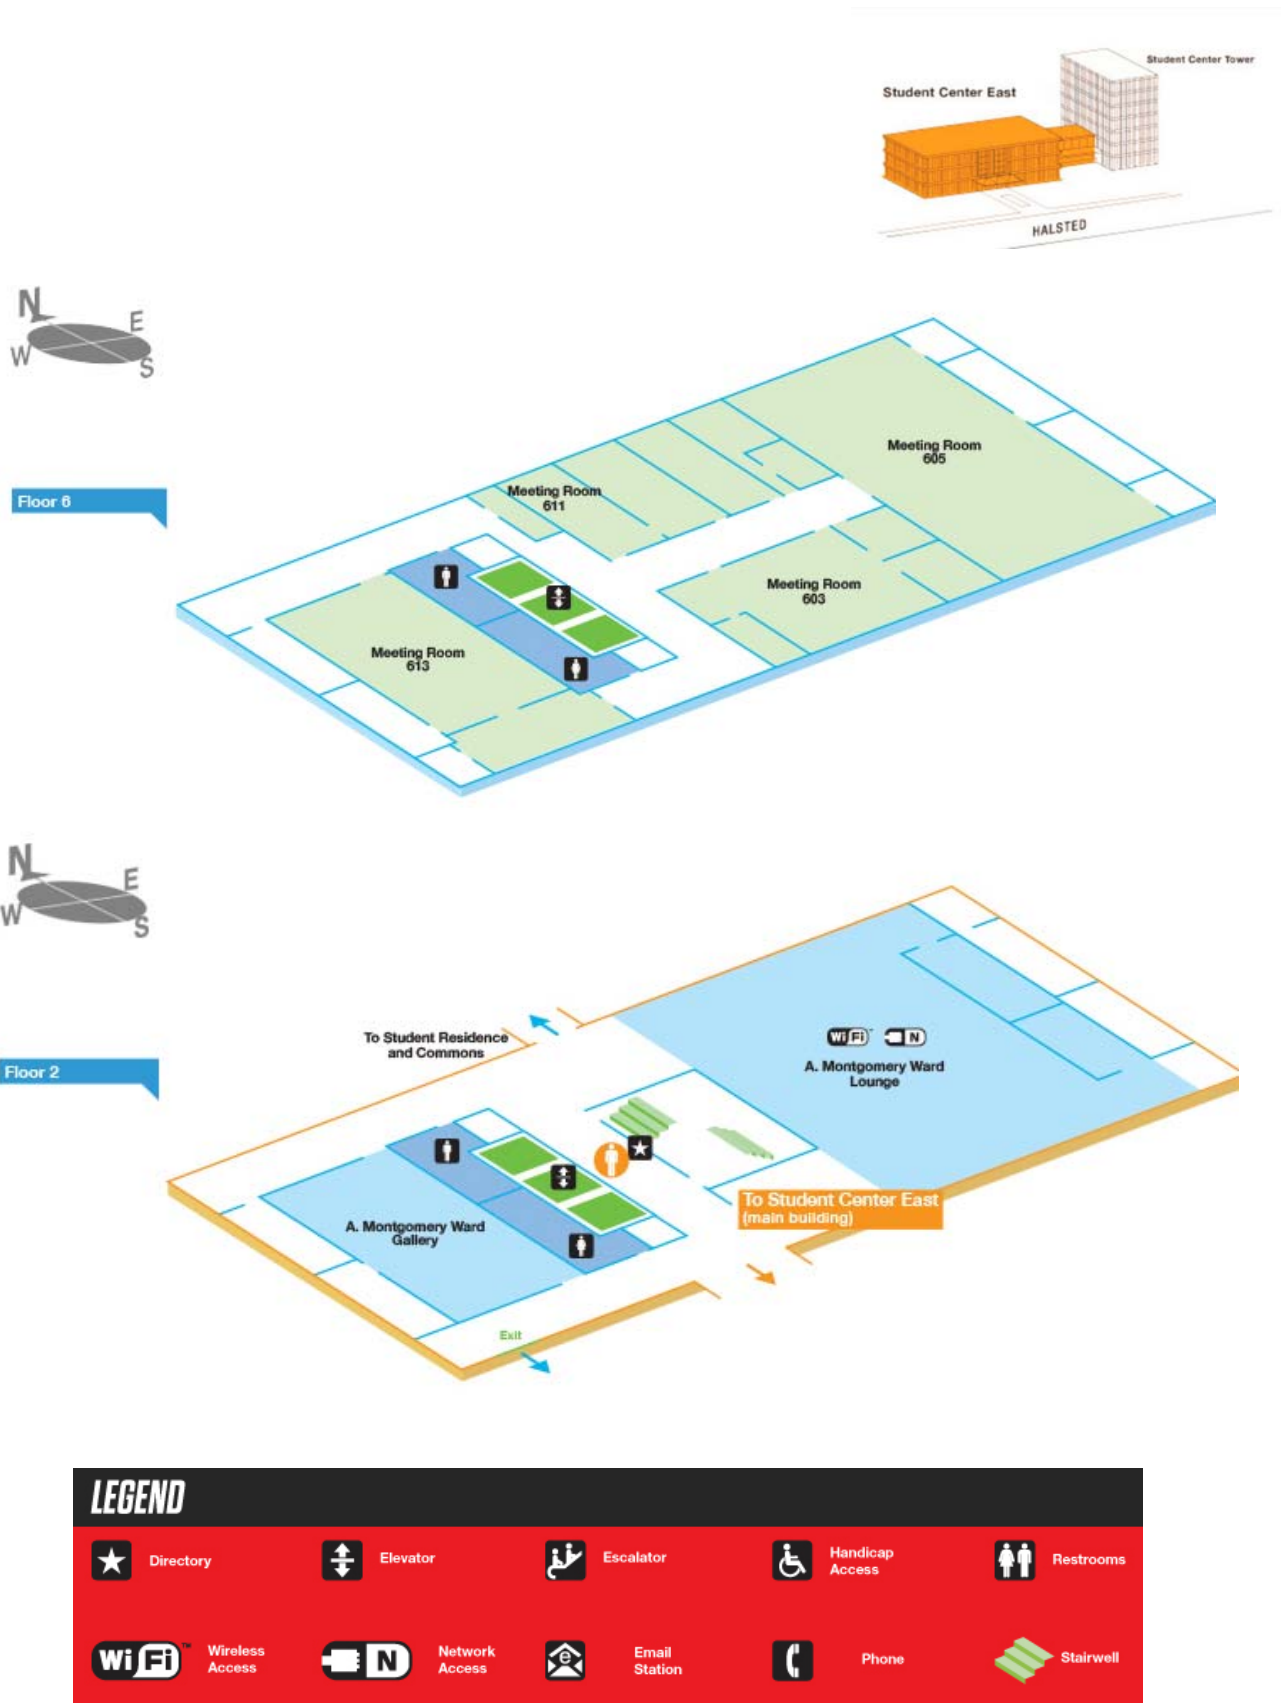 Student Center Tower
Student Center East
HALSTED
N
E
W
S
Floor 6
Meeting Room
605
Meeting Room
611
Meeting Room
603
Meeting Room
613
N
E
W
S
Floor 2
To Student Residence
and Commons
WiFi™ N
A. Montgomery Ward
Lounge
To Student Center East
(main building)
A. Montgomery Ward
Gallery
Exit
LEGEND
Directory
Elevator
Escalator
Handicap
Access
Restrooms
WiFi™
Wireless
Access
N
Network
Access
e
Email
Station
Phone
Stairwell